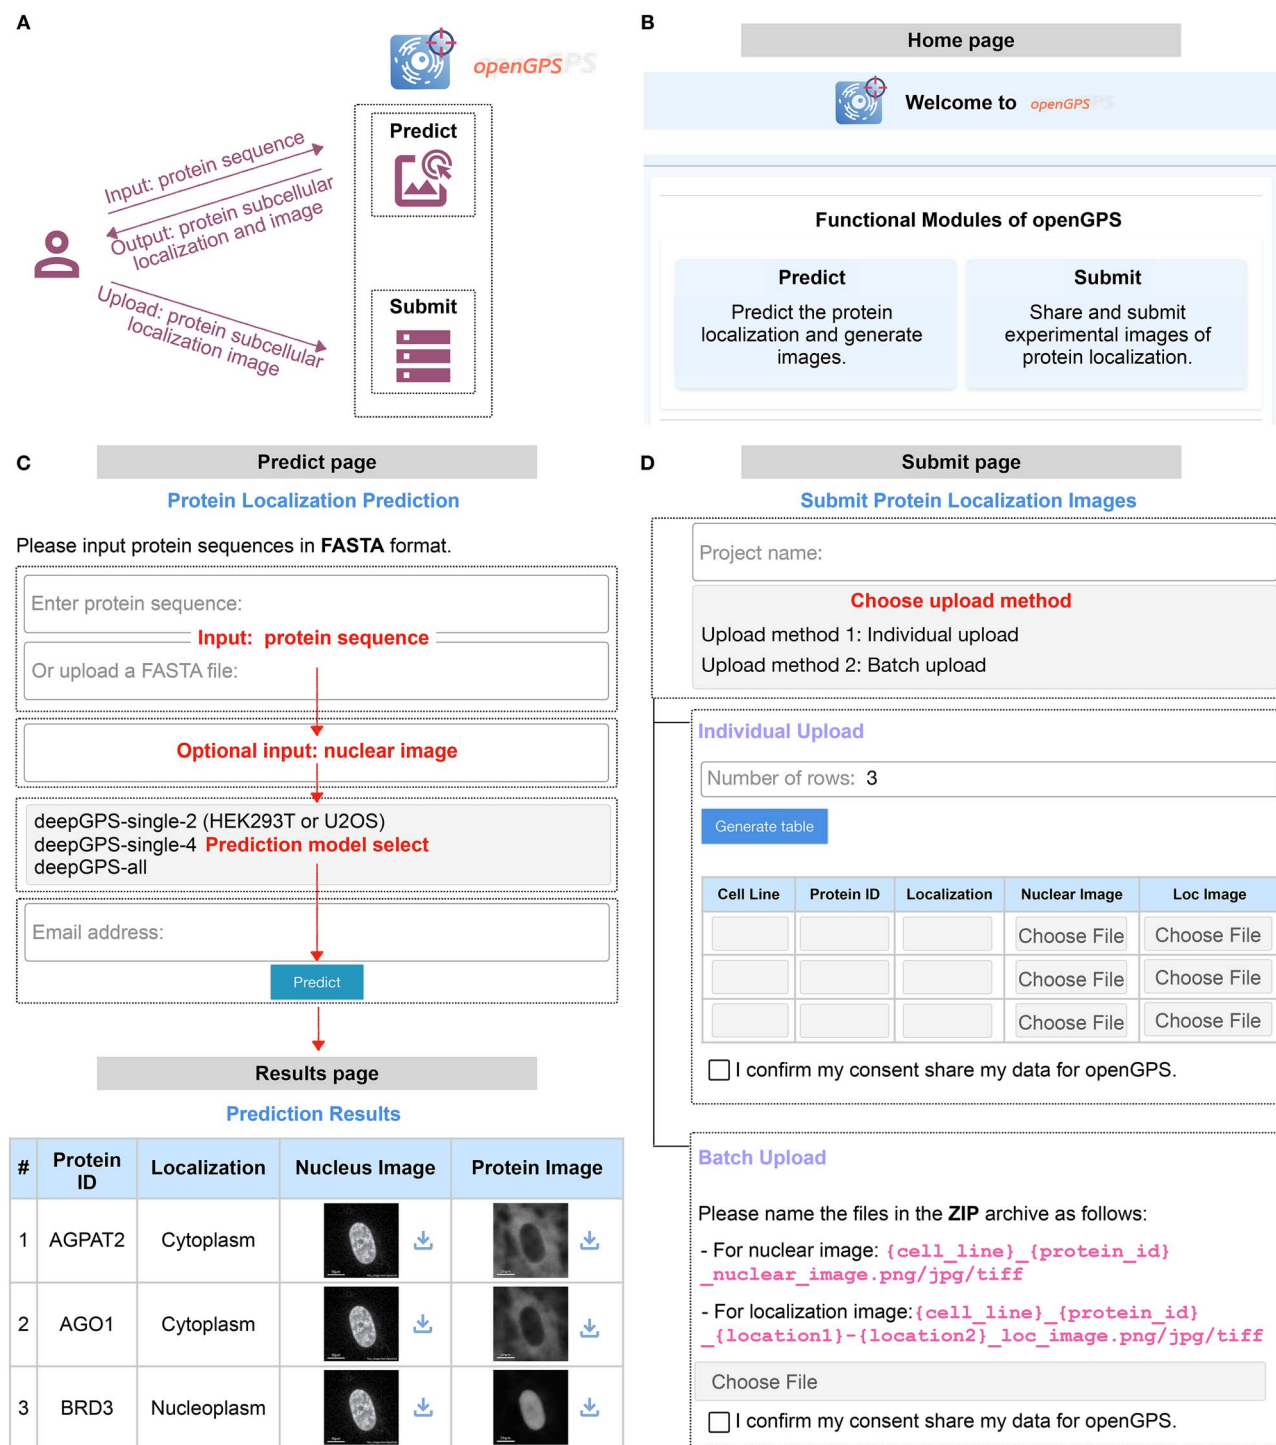 A
openGPS
Predict
Input: protein sequence
Output: protein subcellular
localization and image
Upload: protein subcellular
localization image
Submit
B
Home page
Welcome to openGPS
Functional Modules of openGPS
Predict
Predict the protein
localization and generate
images.
Submit
Share and submit
experimental images of
protein localization.
C
Predict page
Protein Localization Prediction
Please input protein sequences in FASTA format.
Enter protein sequence:
Input: protein sequence
Or upload a FASTA file:
Optional input: nuclear image
deepGPS-single-2 (HEK293T or U2OS)
deepGPS-single-4 Prediction model select
deepGPS-all
Email address:
Predict
Results page
Prediction Results
# Protein ID Localization Nucleus Image Protein Image
1 AGPAT2 Cytoplasm
2 AGO1 Cytoplasm
3 BRD3 Nucleoplasm
D
Submit page
Submit Protein Localization Images
Project name:
Choose upload method
Upload method 1: Individual upload
Upload method 2: Batch upload
Individual Upload
Number of rows: 3
Generate table
Cell Line Protein ID Localization Nuclear Image Loc Image
Choose File Choose File
Choose File Choose File
Choose File Choose File
I confirm my consent share my data for openGPS.
Batch Upload
Please name the files in the ZIP archive as follows:
- For nuclear image: {cell_line}_{protein_id}
_nuclear_image.png/jpg/tiff
- For localization image:{cell_line}_{protein_id}
_{location1}-{location2}_loc_image.png/jpg/tiff
Choose File
I confirm my consent share my data for openGPS.